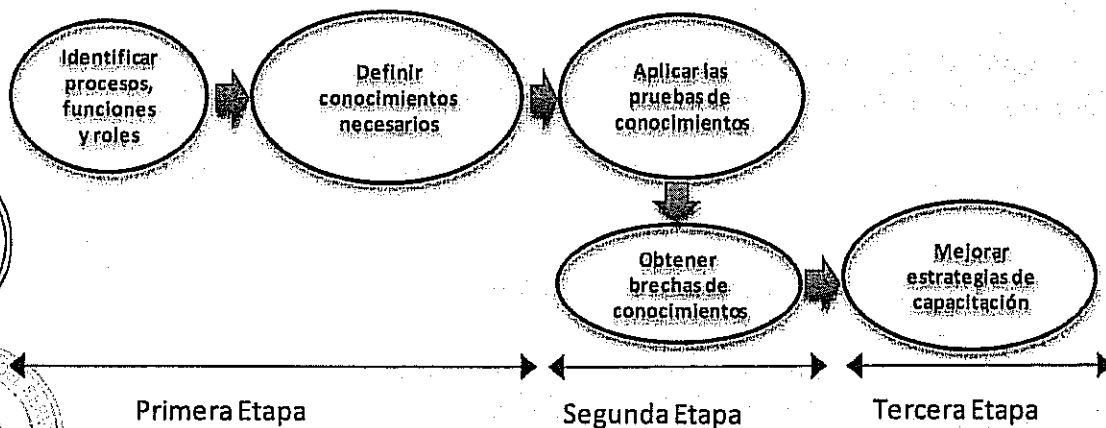 Identificar
procesos,
funciones
y roles
Definir
conocimientos
necesarios
Aplicar las
pruebas de
conocimientos
Obtener
brechas de
conocimientos
Mejorar
estrategias de
capacitación
Primera Etapa
Segunda Etapa
Tercera Etapa